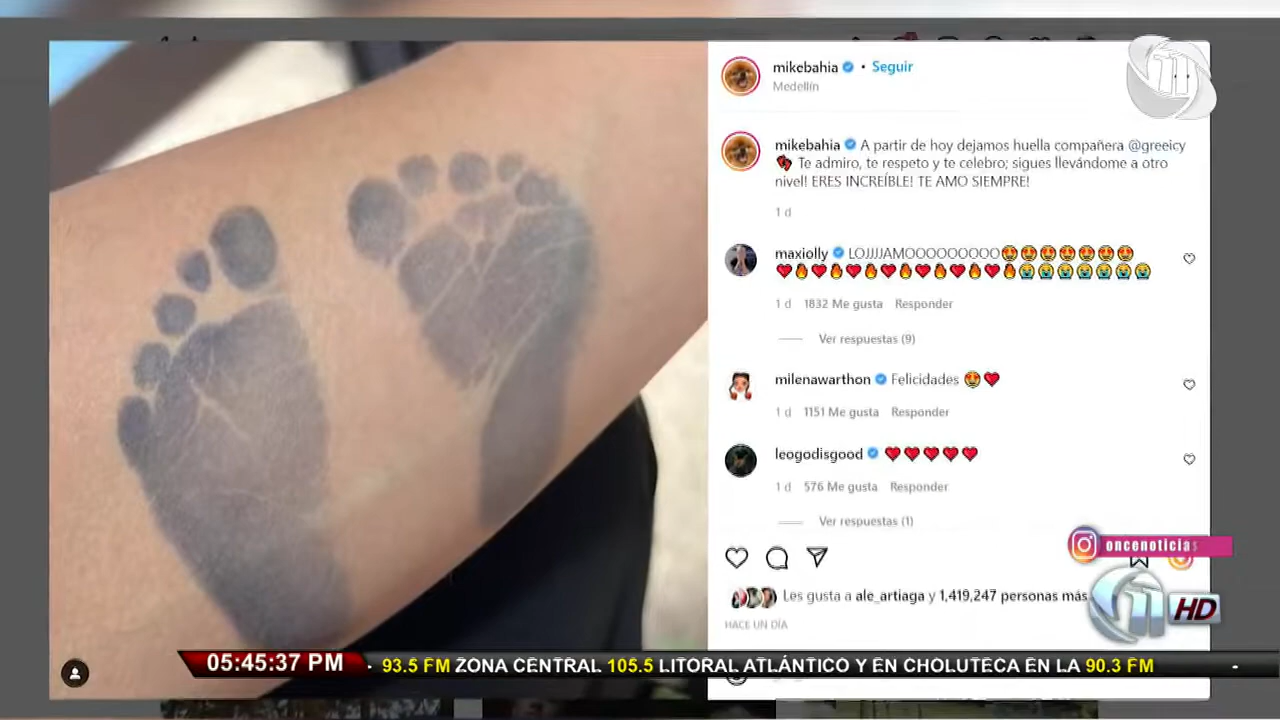 mikebahia • Seguir
Medellín
mikebahia A partir de hoy dejamos huella compañera @greeicy
👣 Te admiro, te respeto y te celebro; sigues llevándome a otro
nivel! ERES INCREÍBLE! TE AMO SIEMPRE!
1 d
maxiolly LOJJJJAMOOOOOOOOO😍😍😍😍😍😍😍
❤🔥❤🔥❤🔥❤🔥❤🔥❤🔥❤🔥😭😭😭😭😭😭😭
1 d 1832 Me gusta Responder
Ver respuestas (9)
milenawarthon Felicidades 😍❤
1 d 1151 Me gusta Responder
leogodisgood ❤❤❤❤❤
1 d 576 Me gusta Responder
Ver respuestas (1)
oncenoticias
Les gusta a ale_artiaga y 1,419,247 personas más
HACE UN DÍA
11 HD
05:45:37 PM · 93.5 FM ZONA CENTRAL 105.5 LITORAL ATLÁNTICO Y EN CHOLUTECA EN LA 90.3 FM -